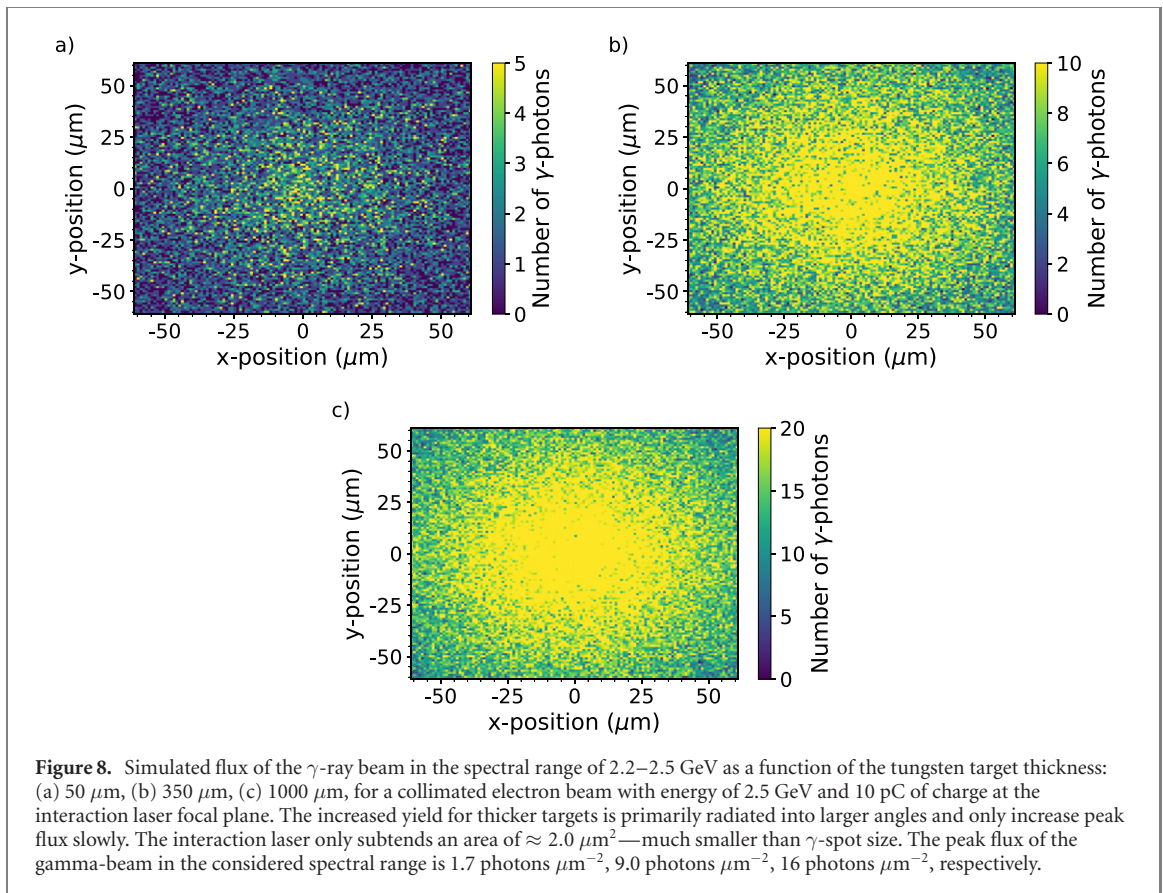 a)
50
25
0
-25
-50
y-position (μm)
-50 -25 0 25 50
x-position (μm)
5
4
3
2
1
0
Number of γ-photons
b)
50
25
0
-25
-50
y-position (μm)
-50 -25 0 25 50
x-position (μm)
10
8
6
4
2
0
Number of γ-photons
c)
50
25
0
-25
-50
y-position (μm)
-50 -25 0 25 50
x-position (μm)
20
15
10
5
0
Number of γ-photons
Figure 8. Simulated flux of the γ-ray beam in the spectral range of 2.2–2.5 GeV as a function of the tungsten target thickness:
(a) 50 μm, (b) 350 μm, (c) 1000 μm, for a collimated electron beam with energy of 2.5 GeV and 10 pC of charge at the
interaction laser focal plane. The increased yield for thicker targets is primarily radiated into larger angles and only increase peak
flux slowly. The interaction laser only subtends an area of ≈ 2.0 μm²—much smaller than γ-spot size. The peak flux of the
gamma-beam in the considered spectral range is 1.7 photons μm⁻², 9.0 photons μm⁻², 16 photons μm⁻², respectively.